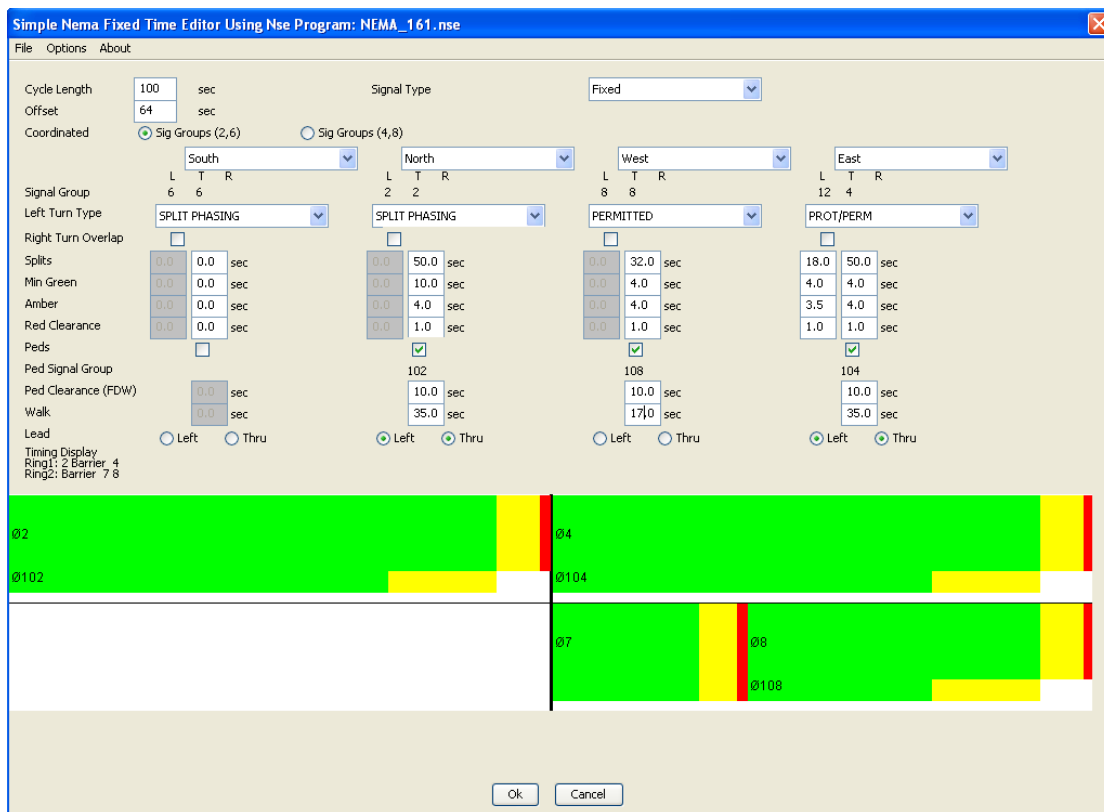 Simple Nema Fixed Time Editor Using Nse Program: NEMA_161.nse
File Options About
Cycle Length 100 sec Signal Type Fixed
Offset 64 sec
Coordinated Sig Groups (2,6) Sig Groups (4,8)
South North West East
L T R L T R L T R L T R
Signal Group 6 6 2 2 8 8 12 4
Left Turn Type SPLIT PHASING SPLIT PHASING PERMITTED PROT/PERM
Right Turn Overlap
Splits 0.0 0.0 sec 0.0 50.0 sec 0.0 32.0 sec 18.0 50.0 sec
Min Green 0.0 0.0 sec 0.0 10.0 sec 0.0 4.0 sec 4.0 4.0 sec
Amber 0.0 0.0 sec 0.0 4.0 sec 0.0 4.0 sec 3.5 4.0 sec
Red Clearance 0.0 0.0 sec 0.0 1.0 sec 0.0 1.0 sec 1.0 1.0 sec
Peds
Ped Signal Group 102 108 104
Ped Clearance (FDW) 0.0 sec 10.0 sec 10.0 sec 10.0 sec
Walk 0.0 sec 35.0 sec 17.0 sec 35.0 sec
Lead Left Thru Left Thru Left Thru Left Thru
Timing Display
Ring1: 2 Barrier 4
Ring2: Barrier 7 8
Ø2 Ø4
Ø102 Ø104
Ø7 Ø8
Ø108
Ok Cancel